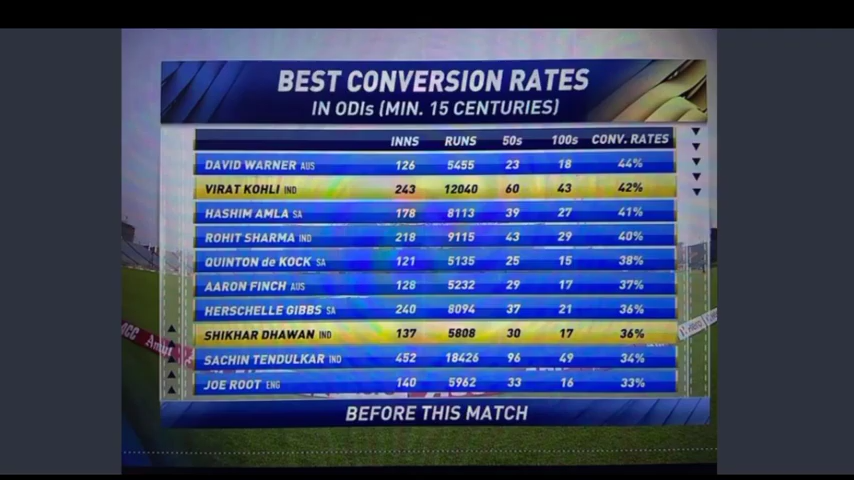 BEST CONVERSION RATES
IN ODIs (MIN. 15 CENTURIES)
INNS RUNS 50s 100s CONV. RATES
DAVID WARNER AUS 126 5455 23 18 44%
VIRAT KOHLI IND 243 12040 60 43 42%
HASHIM AMLA SA 178 8113 39 27 41%
ROHIT SHARMA IND 218 9115 43 29 40%
QUINTON de KOCK SA 121 5135 25 15 38%
AARON FINCH AUS 128 5232 29 17 37%
HERSCHELLE GIBBS SA 240 8094 37 21 36%
SHIKHAR DHAWAN IND 137 5808 30 17 36%
SACHIN TENDULKAR IND 452 18426 96 49 34%
JOE ROOT ENG 140 5962 33 16 33%
BEFORE THIS MATCH